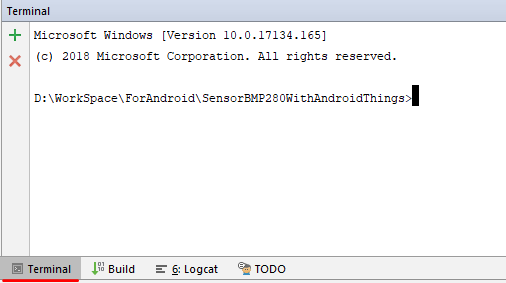 Terminal
Microsoft Windows [Version 10.0.17134.165]
(c) 2018 Microsoft Corporation. All rights reserved.
D:\WorkSpace\ForAndroid\SensorBMP280WithAndroidThings>
Terminal Build 6: Logcat TODO